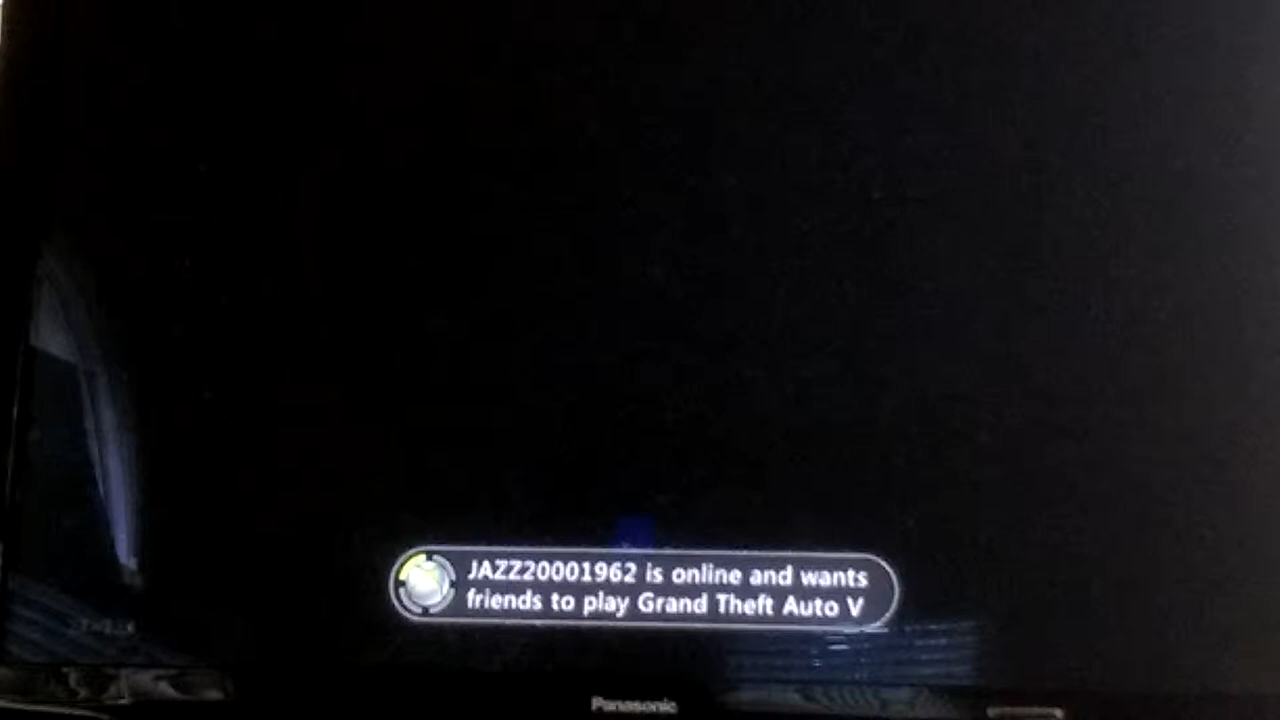 JAZZ20001962 is online and wants
friends to play Grand Theft Auto V
Panasonic